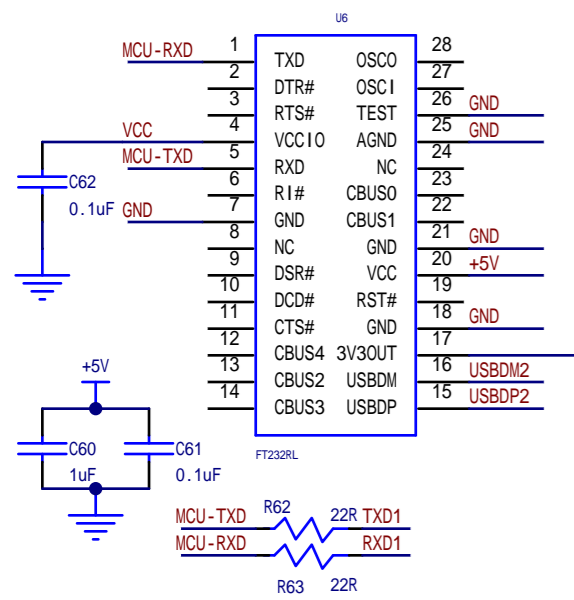 U6
MCU-RXD 1 TXD OSCO 28
2 DTR# OSCI 27
3 RTS# TEST 26 GND
VCC 4 VCCIO AGND 25 GND
MCU-TXD 5 RXD NC 24
C62 6 RI# CBUS0 23
0.1uF GND 7 GND CBUS1 22
8 NC GND 21 GND
9 DSR# VCC 20 +5V
10 DCD# RST# 19
11 CTS# GND 18 GND
12 CBUS4 3V3OUT 17
13 CBUS2 USBDM 16 USBDM2
14 CBUS3 USBDP 15 USBDP2
FT232RL
+5V
C60 C61
1uF 0.1uF
MCU-TXD R62 22R TXD1
MCU-RXD RXD1
R63 22R